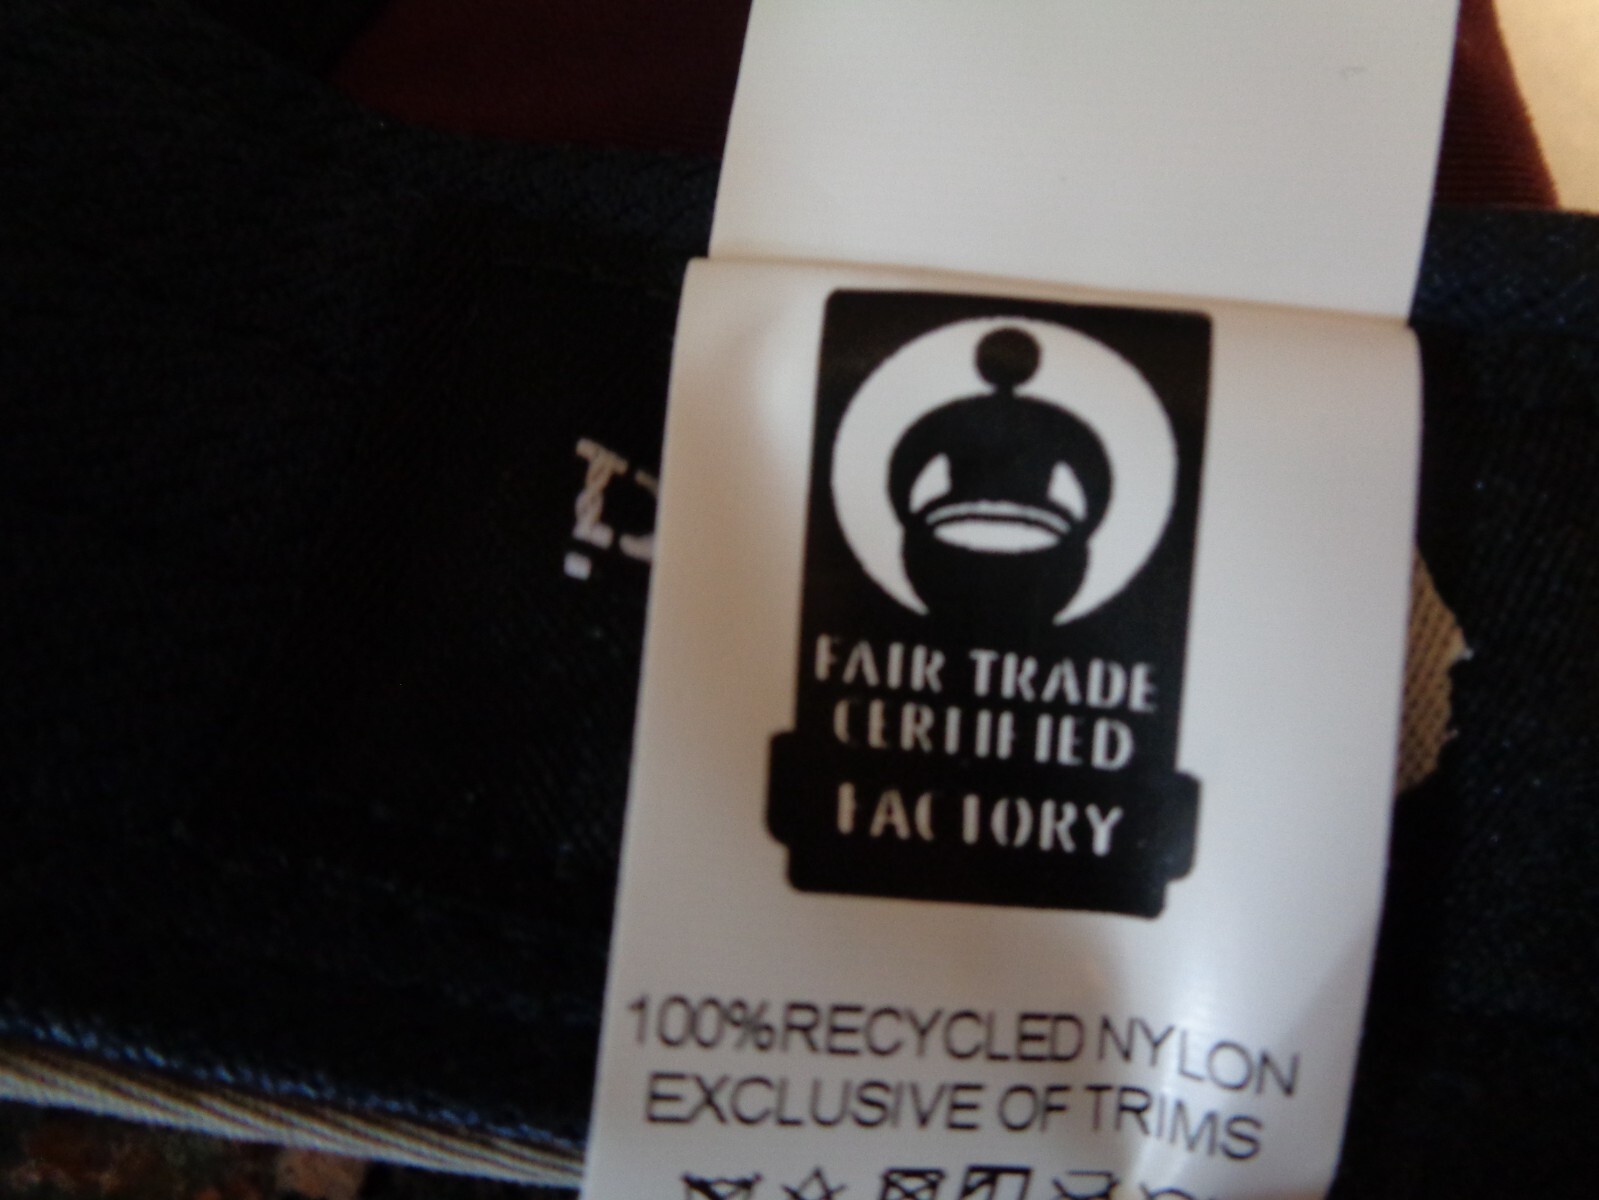 FAIR TRADE
CERTIFIED
FACTORY
100% RECYCLED NYLON
EXCLUSIVE OF TRIMS